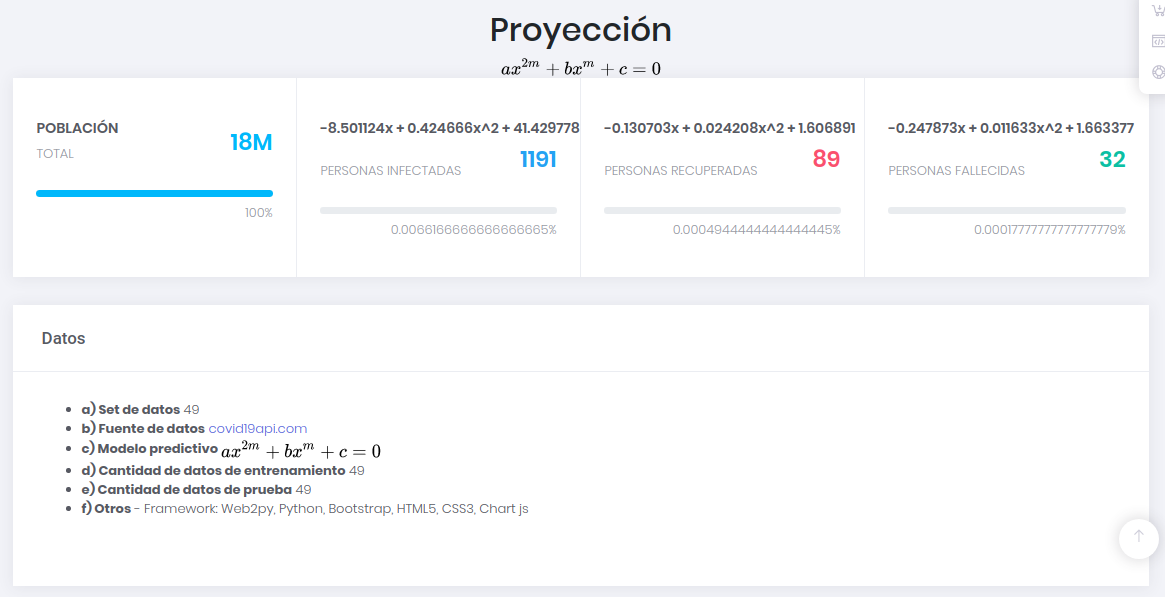 Proyección
ax^{2m} + bx^m + c = 0
POBLACIÓN
18M
TOTAL
100%
-8.501124x + 0.424666x^2 + 41.429778
1191
PERSONAS INFECTADAS
0.0066166666666666665%
-0.130703x + 0.024208x^2 + 1.606891
89
PERSONAS RECUPERADAS
0.0004944444444444445%
-0.247873x + 0.011633x^2 + 1.663377
32
PERSONAS FALLECIDAS
0.00017777777777777779%
Datos
a) Set de datos 49
b) Fuente de datos covid19api.com
c) Modelo predictivo ax^{2m} + bx^m + c = 0
d) Cantidad de datos de entrenamiento 49
e) Cantidad de datos de prueba 49
f) Otros - Framework: Web2py, Python, Bootstrap, HTML5, CSS3, Chart js